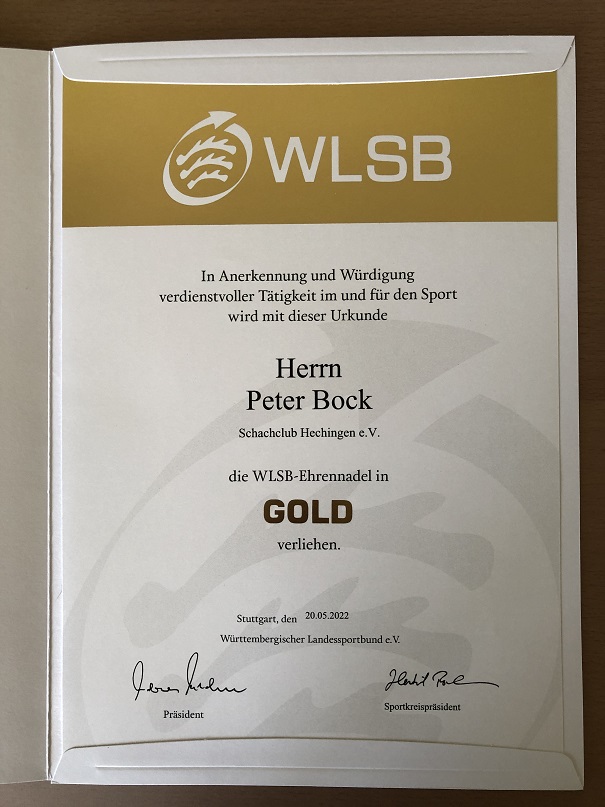 WLSB
In Anerkennung und Würdigung
verdienstvoller Tätigkeit im und für den Sport
wird mit dieser Urkunde
Herrn
Peter Bock
Schachclub Hechingen e.V.
die WLSB-Ehrennadel in
GOLD
verliehen.
Stuttgart, den 20.05.2022
Württembergischer Landessportbund e.V.
Präsident
Sportkreispräsident